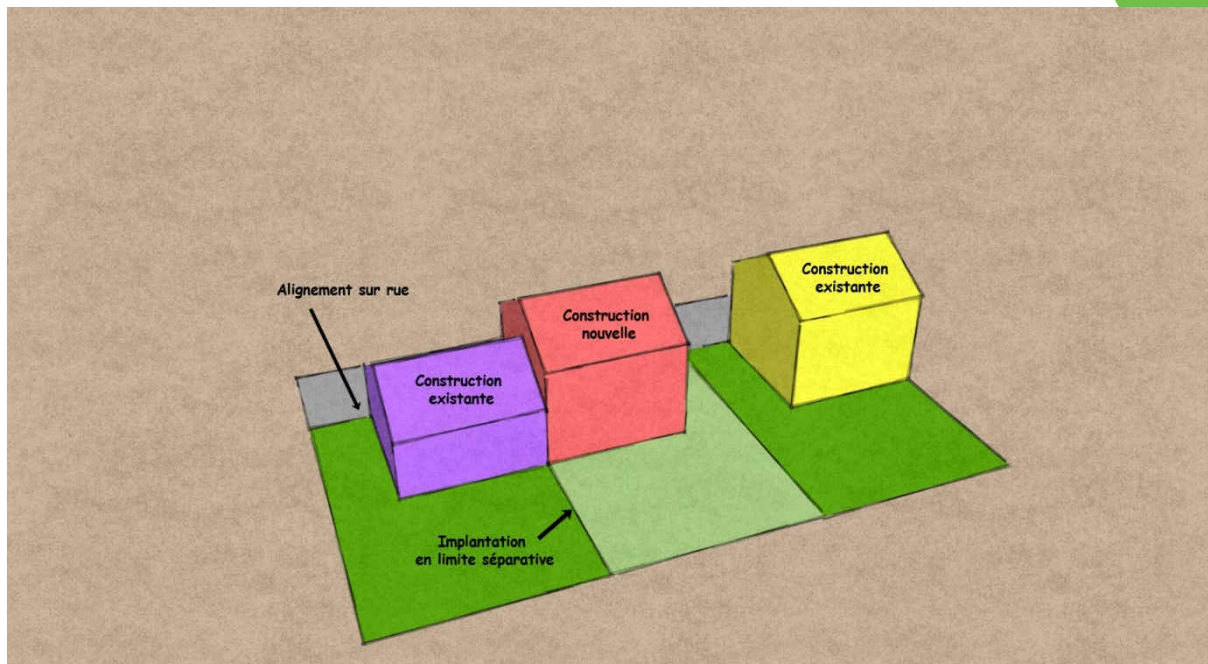 Alignement sur rue
Construction
existante
Construction
nouvelle
Construction
existante
Implantation
en limite séparative